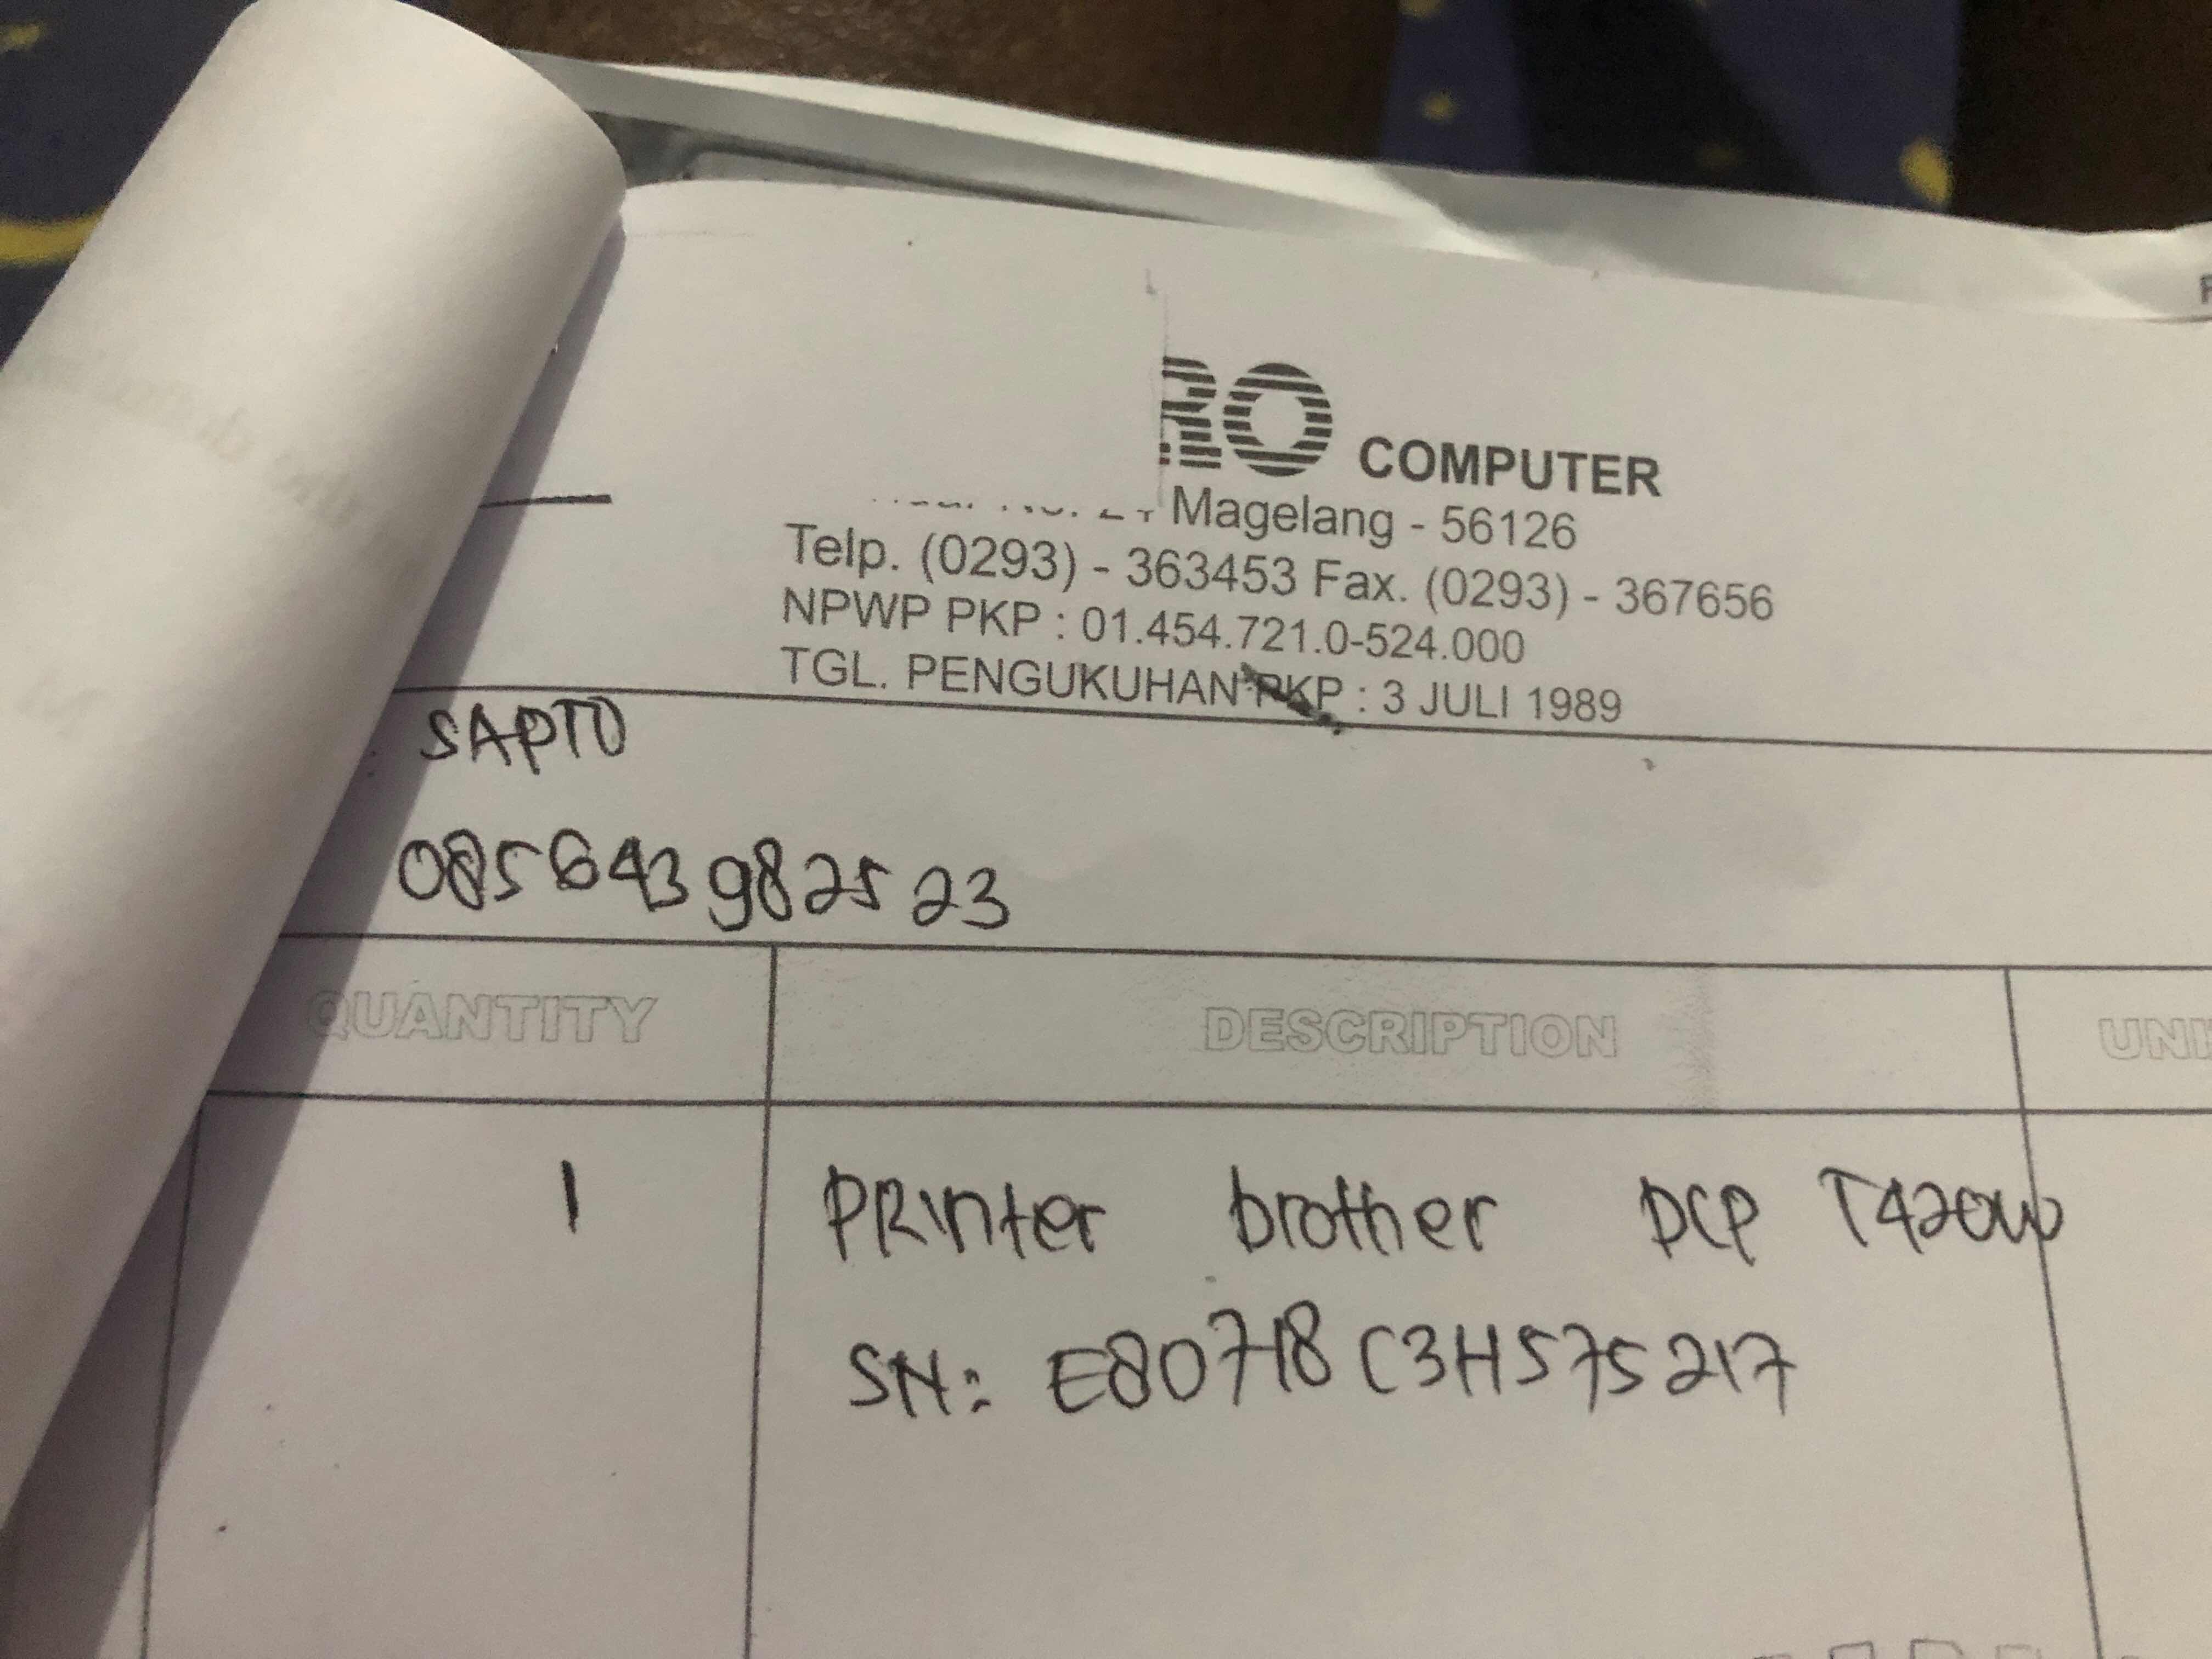 RO COMPUTER
Magelang - 56126
Telp. (0293) - 363453 Fax. (0293) - 367656
NPWP PKP : 01.454.721.0-524.000
TGL. PENGUKUHAN PKP : 3 JULI 1989
: SAPTO
085643982523
QUANTITY DESCRIPTION UNI
1 PRinter brother DCP T420W
SN: E80718C3H575217